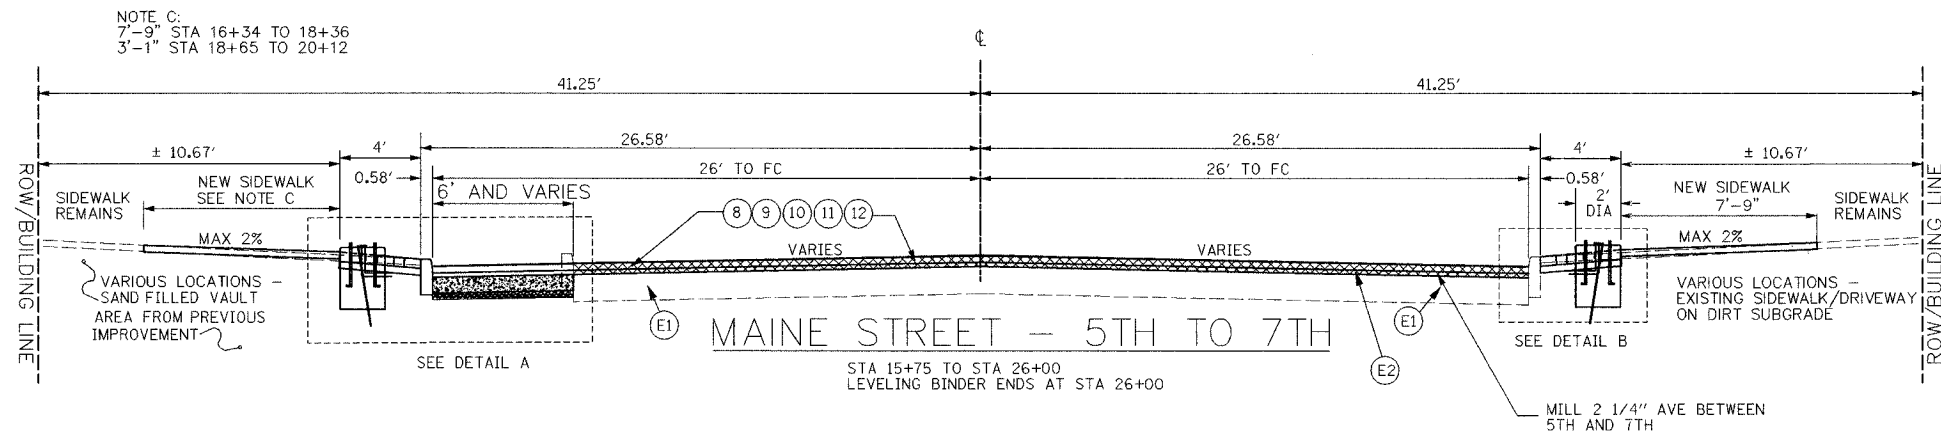 NOTE C:
7'-9" STA 16+34 TO 18+36
3'-1" STA 18+65 TO 20+12
℄
41.25'
41.25'
26.58'
26.58'
± 10.67'
4'
4'
± 10.67'
0.58'
26' TO FC
26' TO FC
0.58'
ROW/BUILDING LINE
SIDEWALK
REMAINS
NEW SIDEWALK
SEE NOTE C
6' AND VARIES
2'
DIA
NEW SIDEWALK
7'-9"
SIDEWALK
REMAINS
ROW/BUILDING LINE
8 9 10 11 12
MAX 2%
VARIES
VARIES
MAX 2%
VARIOUS LOCATIONS -
SAND FILLED VAULT
AREA FROM PREVIOUS
IMPROVEMENT
VARIOUS LOCATIONS -
EXISTING SIDEWALK/DRIVEWAY
ON DIRT SUBGRADE
E1
E1
MAINE STREET - 5TH TO 7TH
SEE DETAIL A
SEE DETAIL B
STA 15+75 TO STA 26+00
LEVELING BINDER ENDS AT STA 26+00
E2
MILL 2 1/4" AVE BETWEEN
5TH AND 7TH